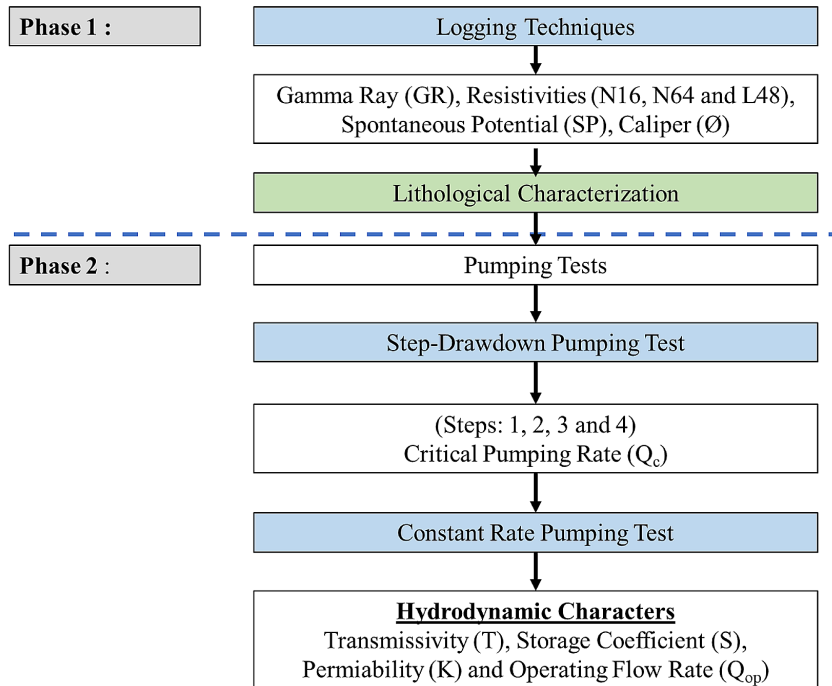 Phase 1 :
Logging Techniques
Gamma Ray (GR), Resistivities (N16, N64 and L48),
Spontaneous Potential (SP), Caliper (Ø)
Lithological Characterization
Phase 2 :
Pumping Tests
Step-Drawdown Pumping Test
(Steps: 1, 2, 3 and 4)
Critical Pumping Rate (Qc)
Constant Rate Pumping Test
Hydrodynamic Characters
Transmissivity (T), Storage Coefficient (S),
Permiability (K) and Operating Flow Rate (Qop)